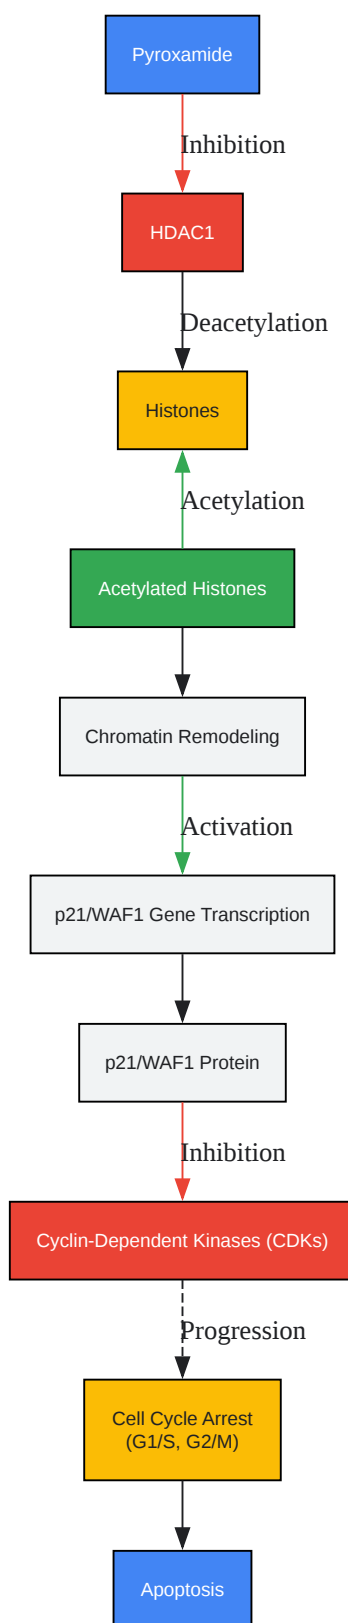 Pyroxamide
Inhibition
HDAC1
Deacetylation
Histones
Acetylation
Acetylated Histones
Chromatin Remodeling
Activation
p21/WAF1 Gene Transcription
p21/WAF1 Protein
Inhibition
Cyclin-Dependent Kinases (CDKs)
Progression
Cell Cycle Arrest
(G1/S, G2/M)
Apoptosis